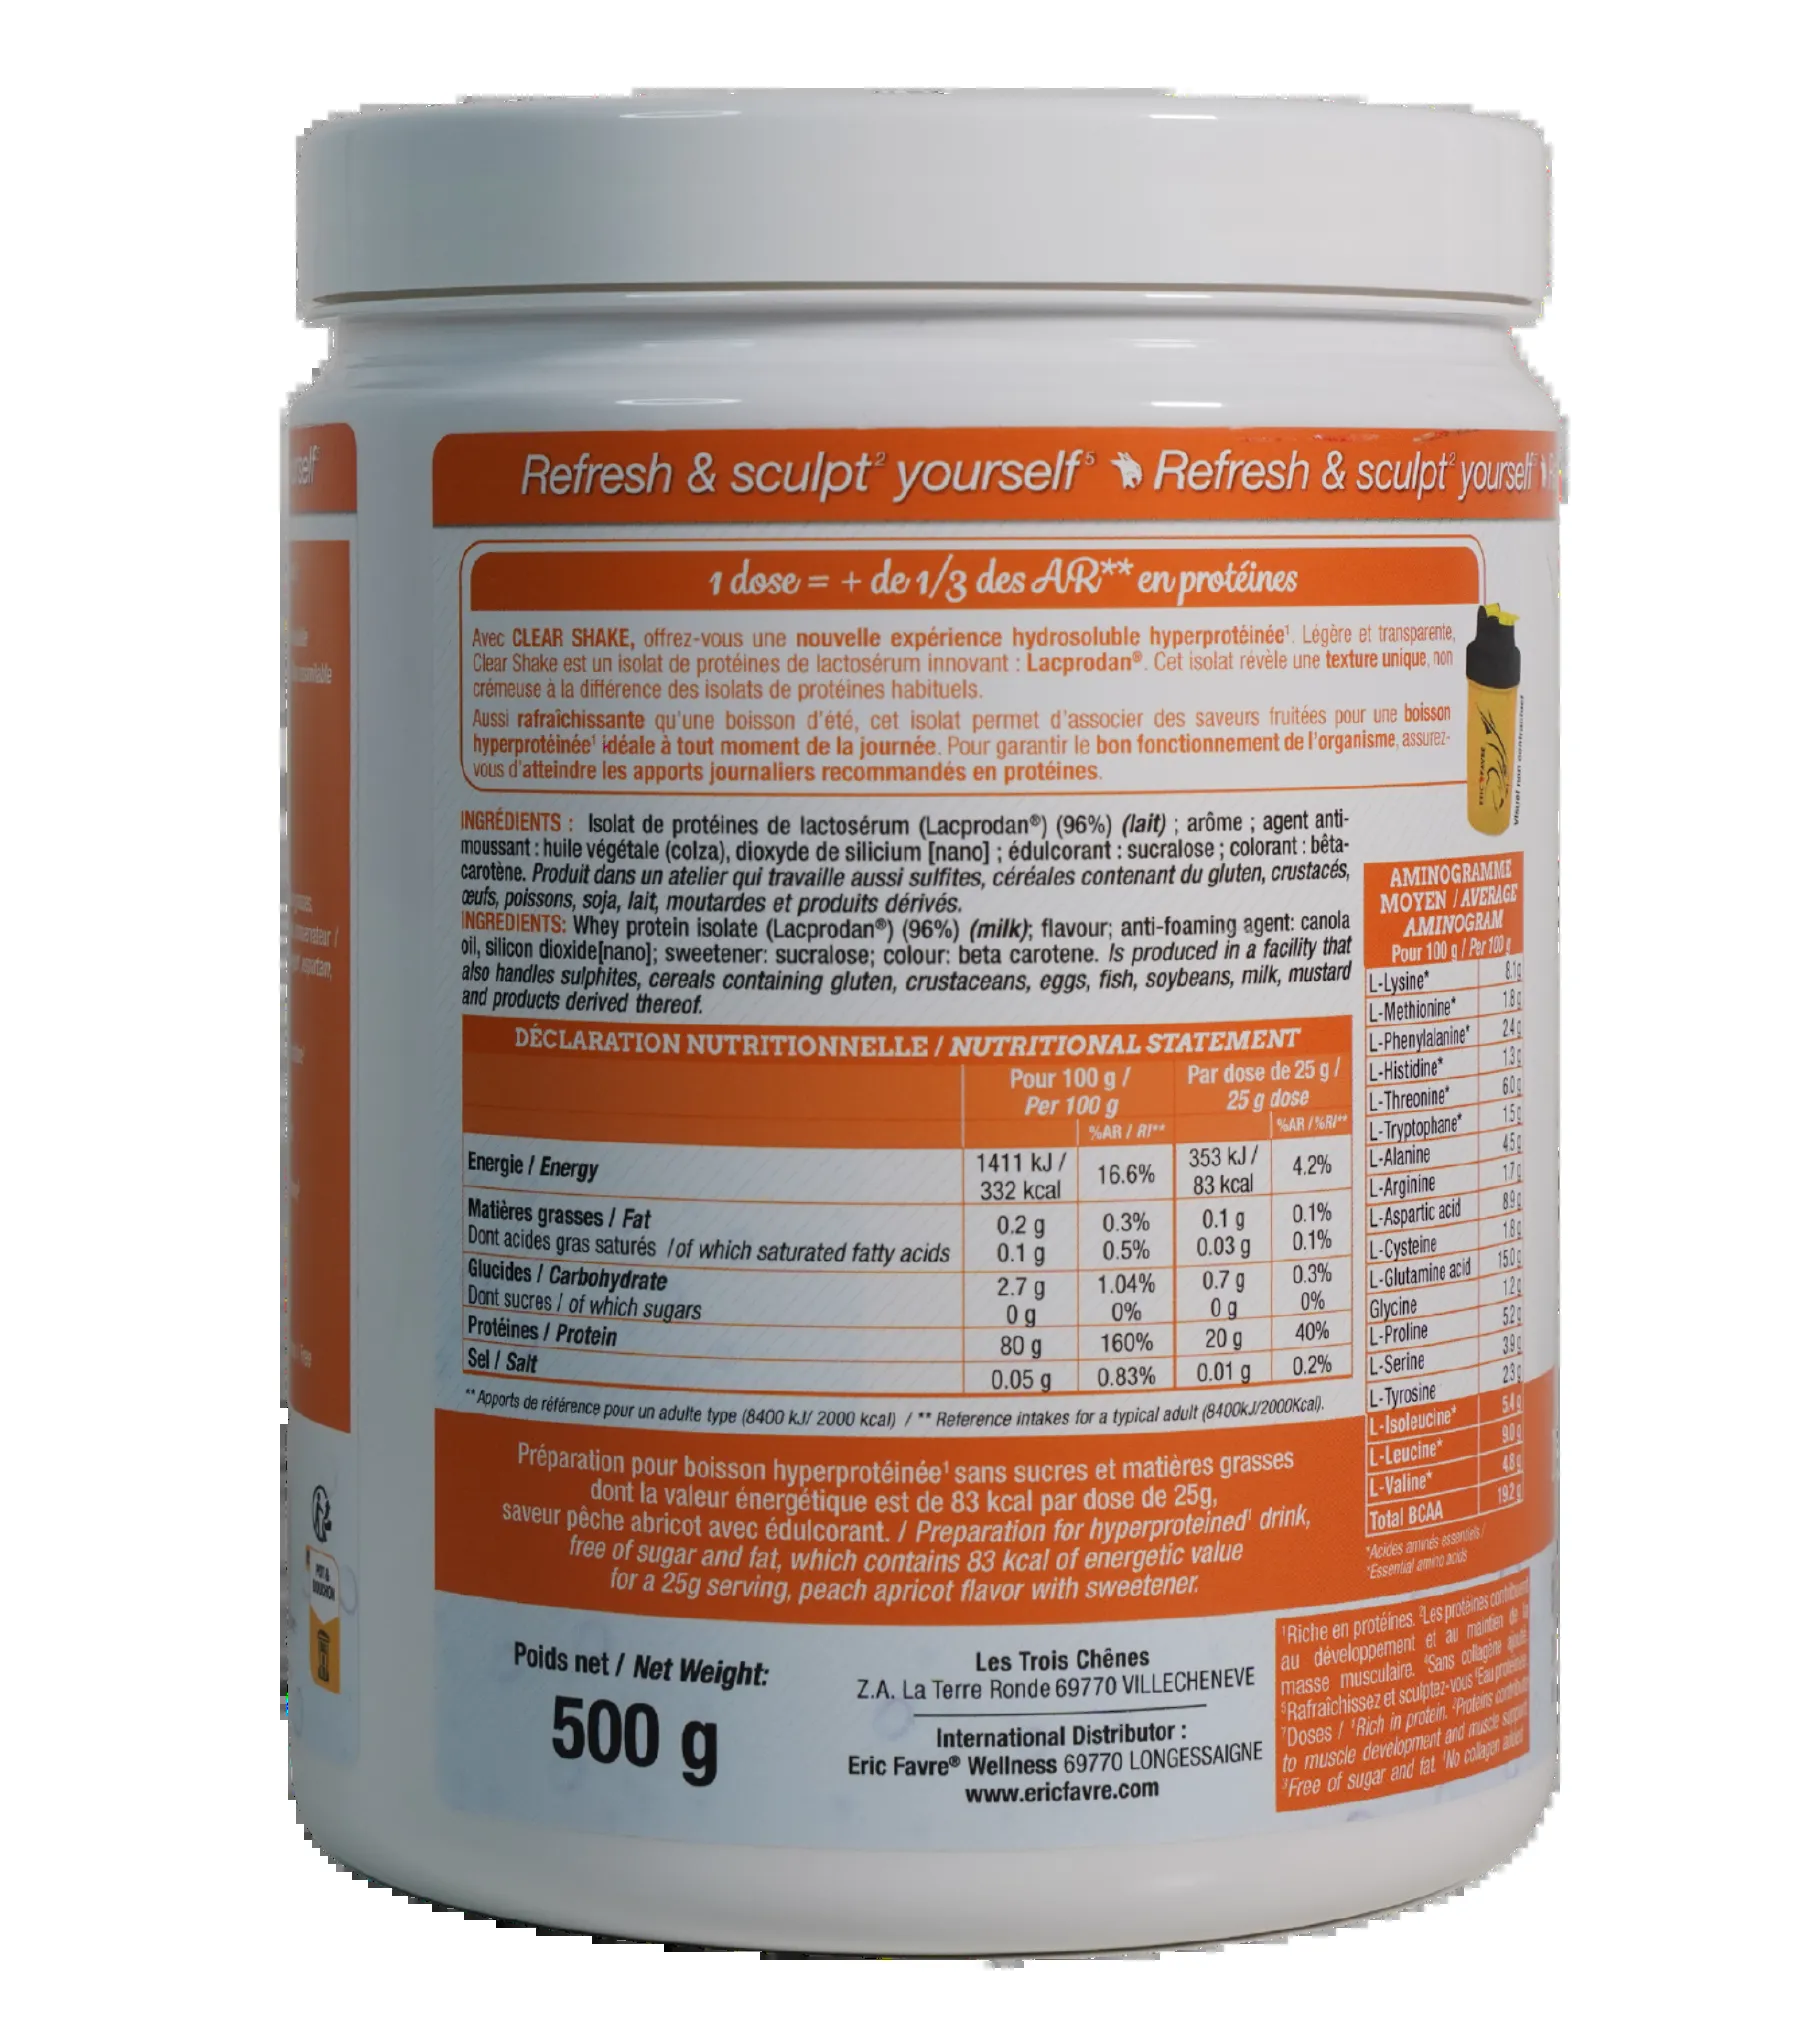 Refresh & sculpt² yourself⁵ Refresh & sculpt² yourself⁵
1 dose = + de 1/3 des AR** en protéines
Avec CLEAR SHAKE, offrez-vous une nouvelle expérience hydrosoluble hyperprotéinée¹. Légère et transparente,
Clear Shake est un isolat de protéines de lactosérum innovant : Lacprodan®. Cet isolat révèle une texture unique, non
crémeuse à la différence des isolats de protéines habituels.
Aussi rafraîchissante qu'une boisson d'été, cet isolat permet d'associer des saveurs fruitées pour une boisson
hyperprotéinée¹ idéale à tout moment de la journée. Pour garantir le bon fonctionnement de l'organisme, assurez-
vous d'atteindre les apports journaliers recommandés en protéines.
Visuel non contractuel
INGRÉDIENTS : Isolat de protéines de lactosérum (Lacprodan®) (96%) (lait) ; arôme ; agent anti-
moussant : huile végétale (colza), dioxyde de silicium [nano] ; édulcorant : sucralose ; colorant : bêta-
carotène. Produit dans un atelier qui travaille aussi sulfites, céréales contenant du gluten, crustacés,
œufs, poissons, soja, lait, moutardes et produits dérivés.
INGREDIENTS: Whey protein isolate (Lacprodan®) (96%) (milk); flavour; anti-foaming agent: canola
oil, silicon dioxide[nano]; sweetener: sucralose; colour: beta carotene. Is produced in a facility that
also handles sulphites, cereals containing gluten, crustaceans, eggs, fish, soybeans, milk, mustard
and products derived thereof.
DÉCLARATION NUTRITIONNELLE / NUTRITIONAL STATEMENT
Pour 100 g / Par dose de 25 g /
Per 100 g 25 g dose
%AR / RI** %AR /%RI**
Energie / Energy 1411 kJ / 332 kcal 16.6% 353 kJ / 83 kcal 4.2%
Matières grasses / Fat 0.2 g 0.3% 0.1 g 0.1%
Dont acides gras saturés /of which saturated fatty acids 0.1 g 0.5% 0.03 g 0.1%
Glucides / Carbohydrate 2.7 g 1.04% 0.7 g 0.3%
Dont sucres / of which sugars 0 g 0% 0 g 0%
Protéines / Protein 80 g 160% 20 g 40%
Sel / Salt 0.05 g 0.83% 0.01 g 0.2%
** Apports de référence pour un adulte type (8400 kJ/ 2000 kcal) / ** Reference intakes for a typical adult (8400kJ/2000Kcal).
Préparation pour boisson hyperprotéinée¹ sans sucres et matières grasses
dont la valeur énergétique est de 83 kcal par dose de 25g,
saveur pêche abricot avec édulcorant. / Preparation for hyperproteined¹ drink,
free of sugar and fat, which contains 83 kcal of energetic value
for a 25g serving, peach apricot flavor with sweetener.
AMINOGRAMME
MOYEN / AVERAGE
AMINOGRAM
Pour 100 g / Per 100 g
L-Lysine* 8.1g
L-Methionine* 1.8 g
L-Phenylalanine* 2.4 g
L-Histidine* 1.3 g
L-Threonine* 6.0 g
L-Tryptophane* 1.5 g
L-Alanine 4.5 g
L-Arginine 1.7 g
L-Aspartic acid 8.9 g
L-Cysteine 1.8 g
L-Glutamine acid 15.0 g
Glycine 1.2 g
L-Proline 5.2 g
L-Serine 3.9 g
L-Tyrosine 2.3 g
L-Isoleucine* 5.4 g
L-Leucine* 9.0 g
L-Valine* 4.8 g
Total BCAA 19.2 g
*Acides aminés essentiels /
*Essential amino acids
Poids net / Net Weight:
500 g
Les Trois Chênes
Z.A. La Terre Ronde 69770 VILLECHENEVE
International Distributor :
Eric Favre® Wellness 69770 LONGESSAIGNE
www.ericfavre.com
¹Riche en protéines. ²Les protéines contribuent
au développement et au maintien de la
masse musculaire. ⁴Sans collagène ajouté
⁵Rafraîchissez et sculptez-vous ⁶Eau protéinée
⁷Doses / ¹Rich in protein. ²Proteins contribute
to muscle development and muscle support
³Free of sugar and fat. ⁴No collagen added
POT &
BOUCHON